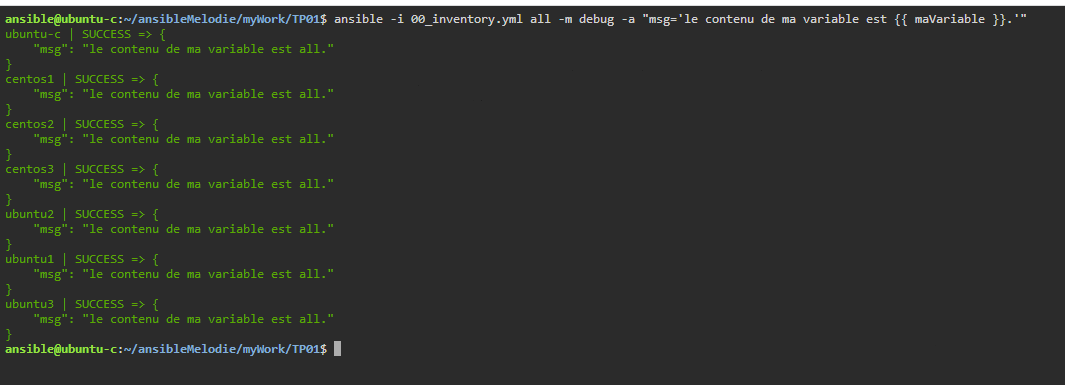 ansible@ubuntu-c:~/ansibleMelodie/myWork/TP01$ ansible -i 00_inventory.yml all -m debug -a "msg='le contenu de ma variable est {{ maVariable }}.'"
ubuntu-c | SUCCESS => {
    "msg": "le contenu de ma variable est all."
}
centos1 | SUCCESS => {
    "msg": "le contenu de ma variable est all."
}
centos2 | SUCCESS => {
    "msg": "le contenu de ma variable est all."
}
centos3 | SUCCESS => {
    "msg": "le contenu de ma variable est all."
}
ubuntu2 | SUCCESS => {
    "msg": "le contenu de ma variable est all."
}
ubuntu1 | SUCCESS => {
    "msg": "le contenu de ma variable est all."
}
ubuntu3 | SUCCESS => {
    "msg": "le contenu de ma variable est all."
}
ansible@ubuntu-c:~/ansibleMelodie/myWork/TP01$